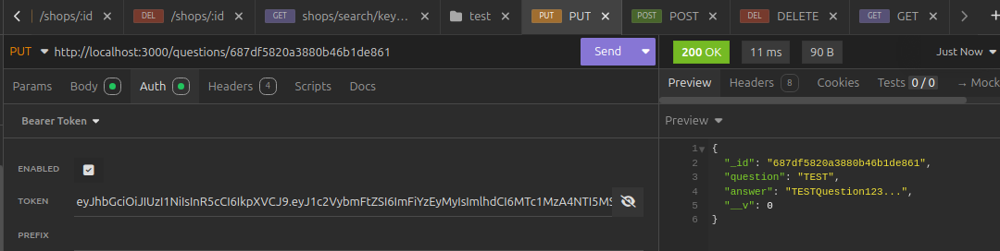 /shops/:id DEL /shops/:id GET shops/search/key... test PUT PUT POST POST DEL DELETE GET GET
PUT http://localhost:3000/questions/687df5820a3880b46b1de861 Send 200 OK 11 ms 90 B Just Now
Params Body Auth Headers 4 Scripts Docs Preview Headers 8 Cookies Tests 0 / 0 → Mock
Bearer Token
Preview
1 {
2 "_id": "687df5820a3880b46b1de861",
3 "question": "TEST",
4 "answer": "TESTQuestion123...",
5 "__v": 0
6 }
ENABLED
TOKEN
PREFIX